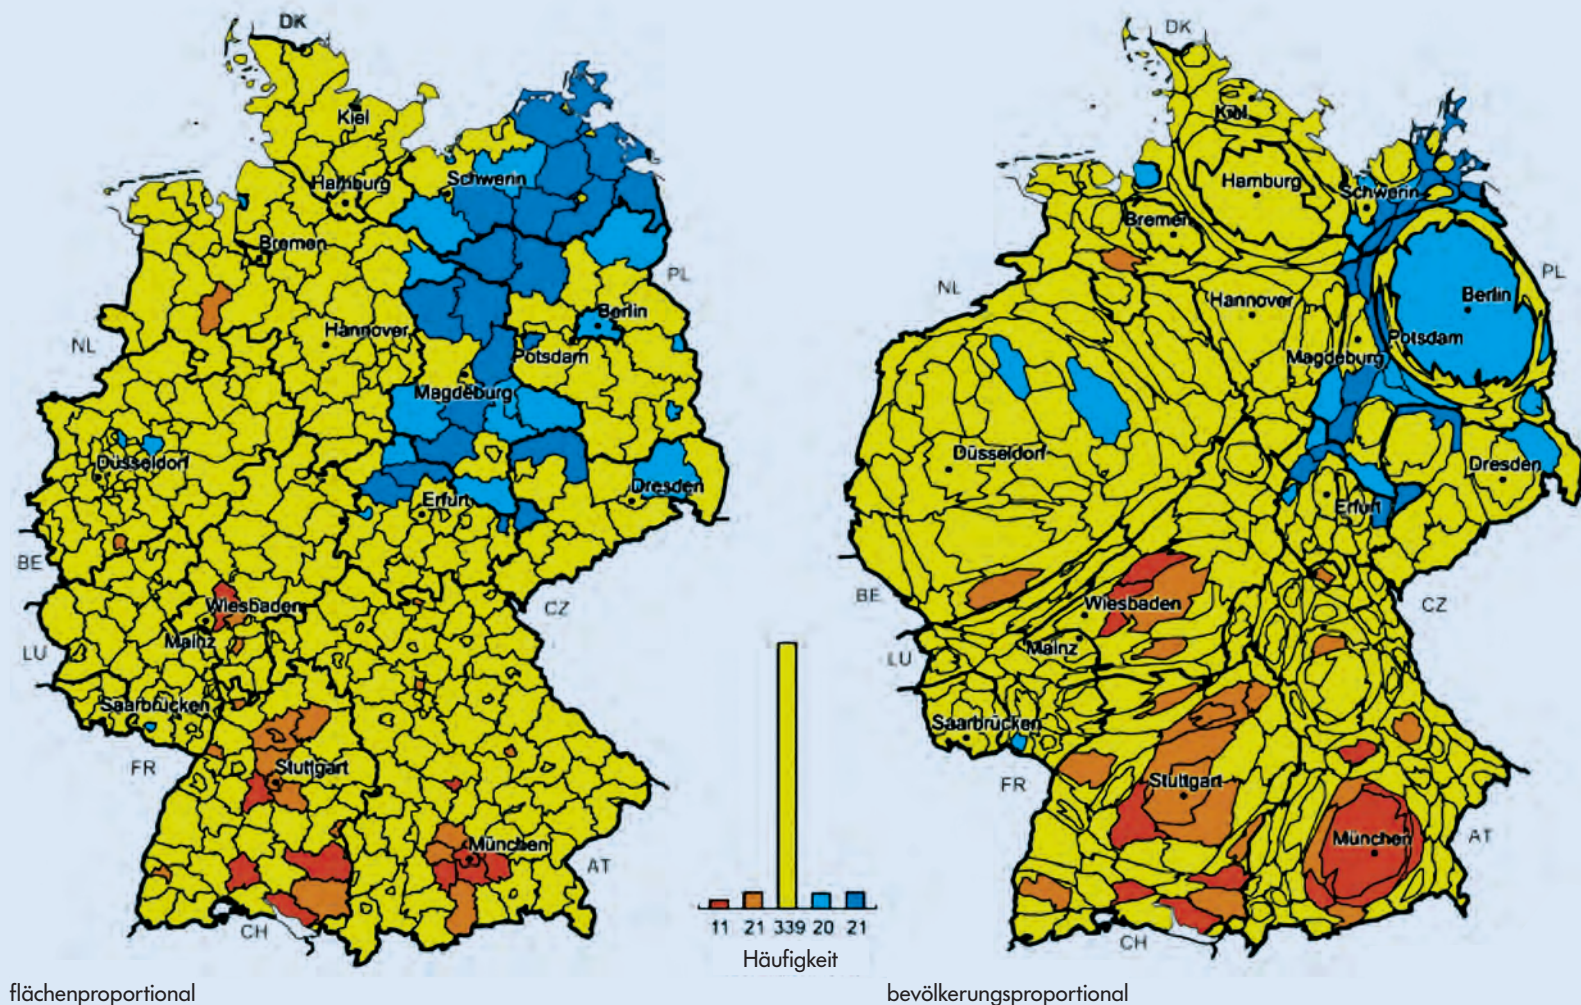 DK
Kiel
Hamburg
Schwerin
Bremen
PL
Berlin
Hannover
NL
Potsdam
Magdeburg
Düsseldorf
Dresden
Erfurt
BE
Wiesbaden
CZ
Mainz
LU
Saarbrücken
FR
Stuttgart
München
AT
CH
flächenproportional
11 21 339 20 21
Häufigkeit
DK
Kiel
Hamburg
Schwerin
Bremen
PL
NL
Hannover
Berlin
Potsdam
Magdeburg
Düsseldorf
Dresden
Erfurt
BE
Wiesbaden
CZ
Mainz
LU
Saarbrücken
FR
Stuttgart
München
AT
CH
bevölkerungsproportional